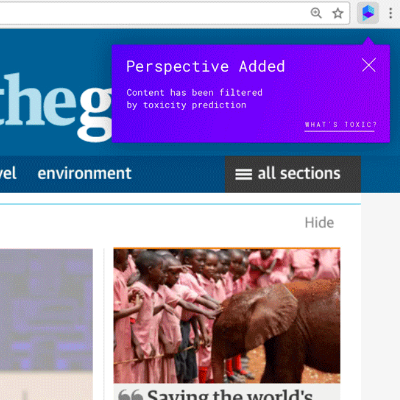 Perspective Added
Content has been filtered
by toxicity prediction
WHAT'S TOXIC?
theg
vel
environment
all sections
Hide
Saving the world's